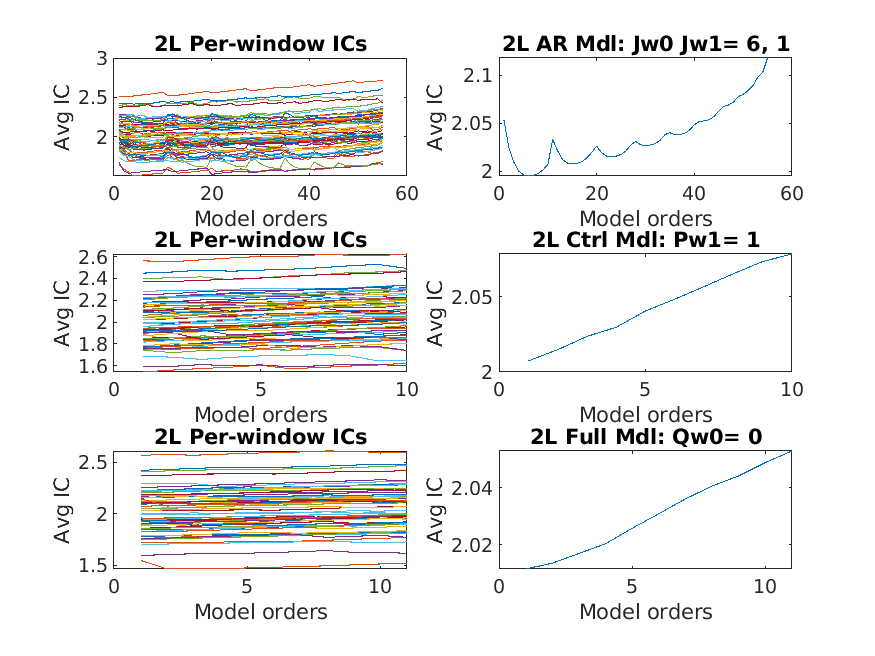 2L Per-window ICs
3
2.5
2
Avg IC
0 20 40 60
Model orders
2L AR Mdl: Jw0 Jw1= 6, 1
2.1
2.05
2
Avg IC
0 20 40 60
Model orders
2L Per-window ICs
2.6
2.4
2.2
2
1.8
1.6
Avg IC
0 5 10
Model orders
2L Ctrl Mdl: Pw1= 1
2.05
2
Avg IC
0 5 10
Model orders
2L Per-window ICs
2.5
2
1.5
Avg IC
0 5 10
Model orders
2L Full Mdl: Qw0= 0
2.04
2.02
Avg IC
0 5 10
Model orders